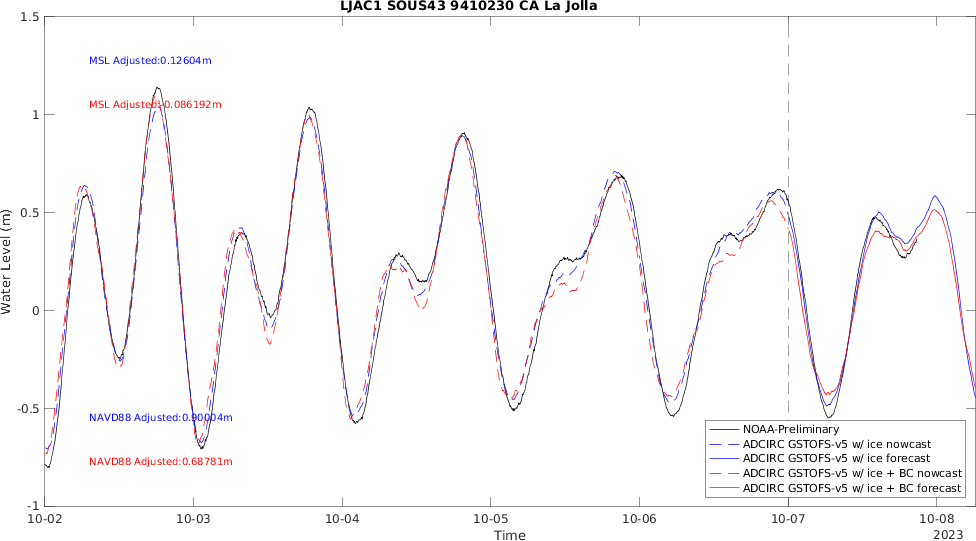 LJAC1 SOUS43 9410230 CA La Jolla
1.5
1
0.5
0
-0.5
-1
Water Level (m)
MSL Adjusted:0.12604m
MSL Adjusted:-0.086192m
NAVD88 Adjusted:0.90004m
NAVD88 Adjusted:0.68781m
NOAA-Preliminary
ADCIRC GSTOFS-v5 w/ ice nowcast
ADCIRC GSTOFS-v5 w/ ice forecast
ADCIRC GSTOFS-v5 w/ ice + BC nowcast
ADCIRC GSTOFS-v5 w/ ice + BC forecast
10-02 10-03 10-04 10-05 10-06 10-07 10-08
Time
2023